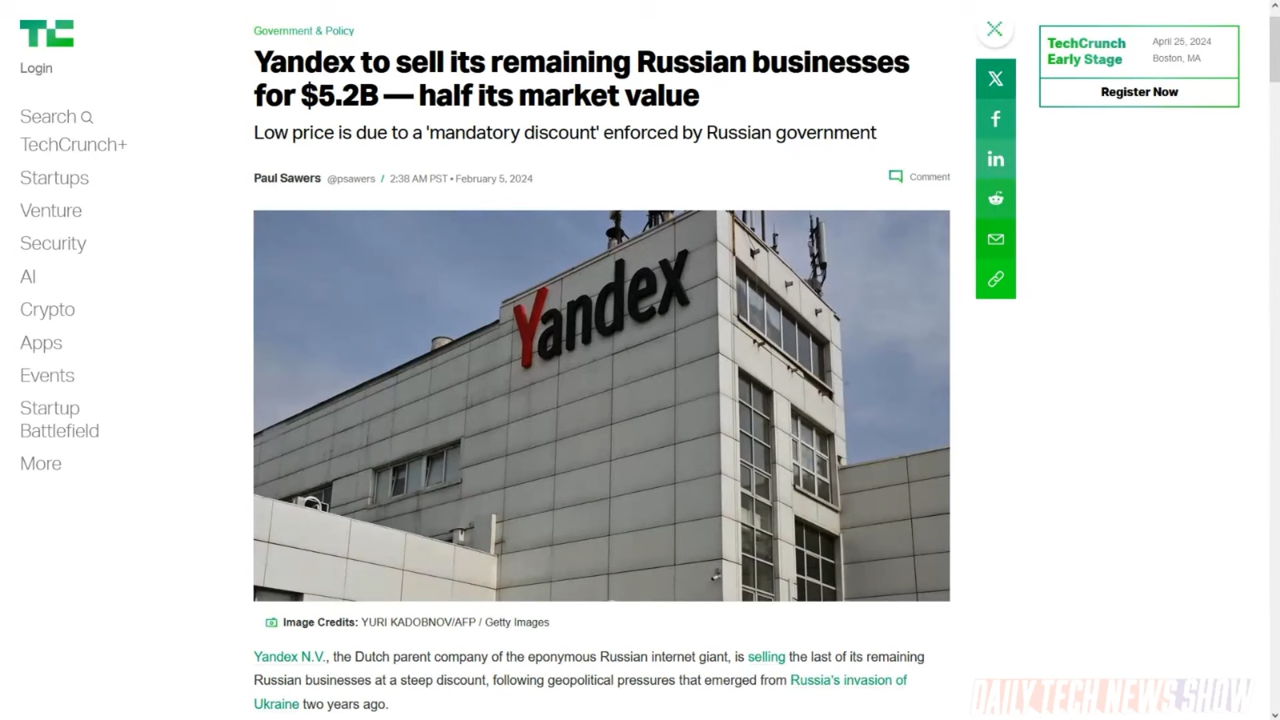 TC
Login
Search
TechCrunch+
Startups
Venture
Security
AI
Crypto
Apps
Events
Startup
Battlefield
More
Government & Policy
Yandex to sell its remaining Russian businesses
for $5.2B — half its market value
Low price is due to a 'mandatory discount' enforced by Russian government
Paul Sawers @psawers / 2:38 AM PST • February 5, 2024
Comment
Yandex
Image Credits: YURI KADOBNOV/AFP / Getty Images
Yandex N.V., the Dutch parent company of the eponymous Russian internet giant, is selling the last of its remaining
Russian businesses at a steep discount, following geopolitical pressures that emerged from Russia's invasion of
Ukraine two years ago.
X
f
in
TechCrunch
Early Stage
April 25, 2024
Boston, MA
Register Now
DAILY TECH NEWS SHOW